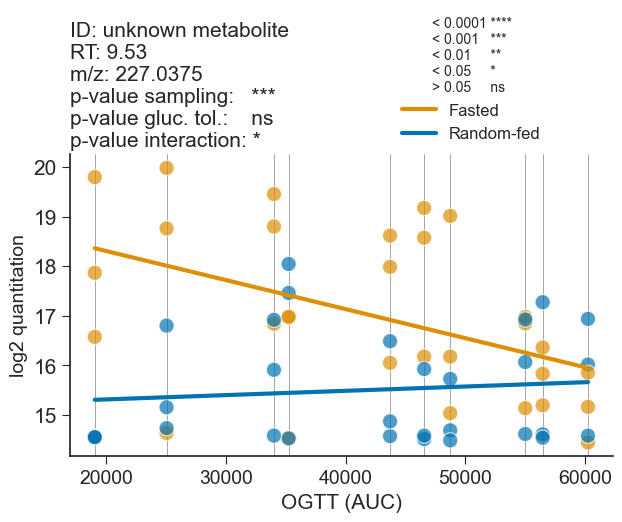 ID: unknown metabolite
RT: 9.53
m/z: 227.0375
p-value sampling: ***
p-value gluc. tol.: ns
p-value interaction: *
< 0.0001 ****
< 0.001 ***
< 0.01 **
< 0.05 *
> 0.05 ns
Fasted
Random-fed
20
19
18
17
16
15
log2 quantitation
20000 30000 40000 50000 60000
OGTT (AUC)